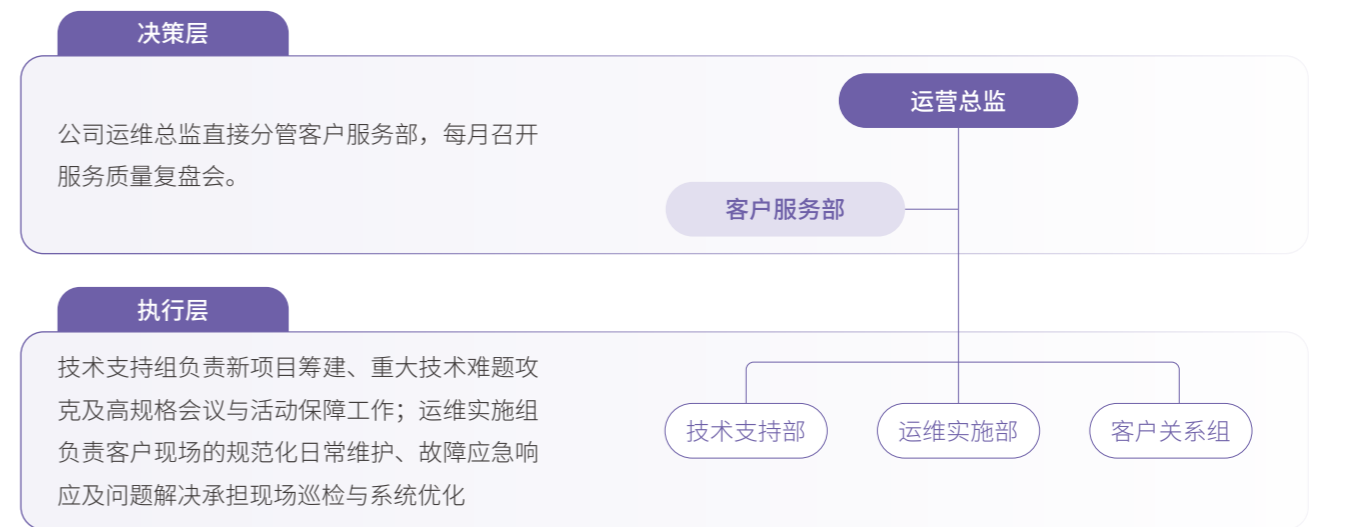 决策层
公司运维总监直接分管客户服务部，每月召开
服务质量复盘会。
运营总监
客户服务部
执行层
技术支持组负责新项目筹建、重大技术难题攻
克及高规格会议与活动保障工作；运维实施组
负责客户现场的规范化日常维护、故障应急响
应及问题解决承担现场巡检与系统优化
技术支持部
运维实施部
客户关系组